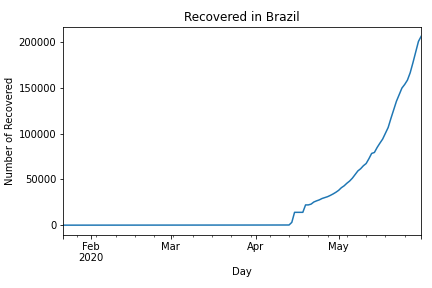 Recovered in Brazil
200000
150000
100000
50000
0
Number of Recovered
Feb
2020
Mar
Apr
May
Day